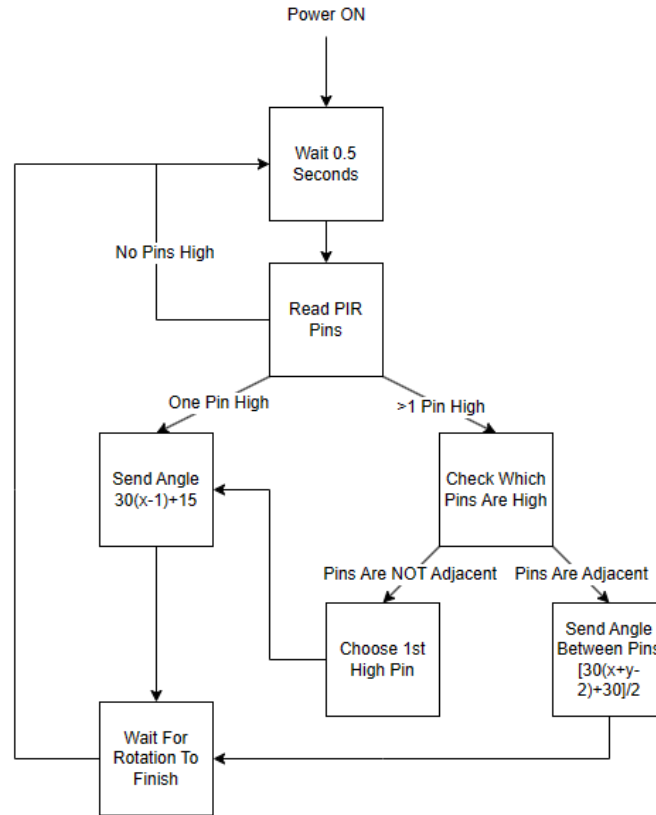 Power ON
Wait 0.5
Seconds
No Pins High
Read PIR
Pins
One Pin High
>1 Pin High
Send Angle
30(x-1)+15
Check Which
Pins Are High
Pins Are NOT Adjacent
Pins Are Adjacent
Choose 1st
High Pin
Send Angle
Between Pins
[30(x+y-
2)+30]/2
Wait For
Rotation To
Finish